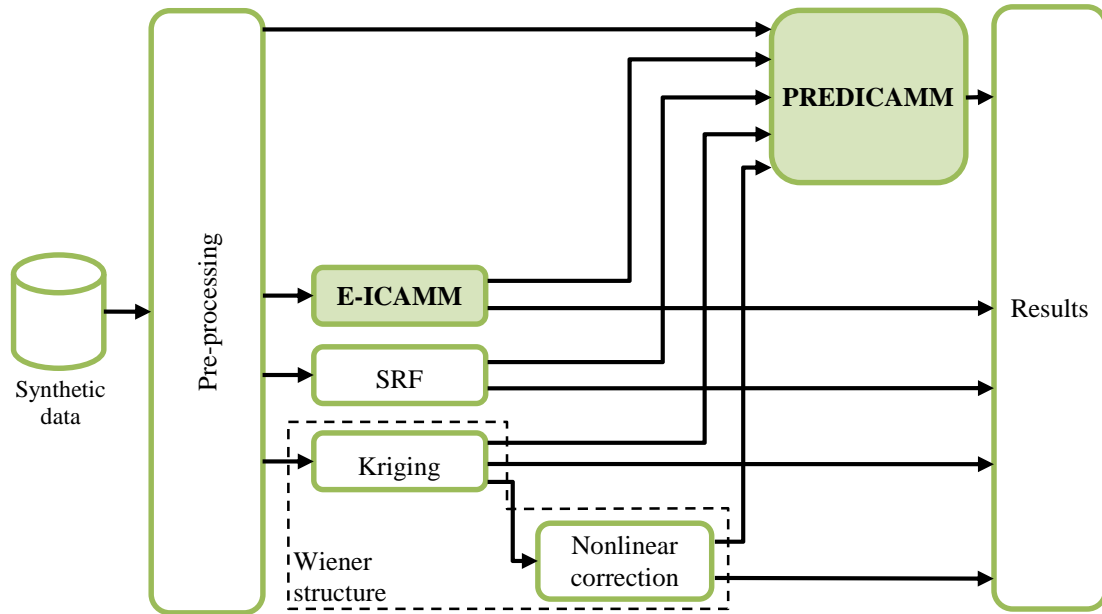 PREDICAMM
Pre-processing
E-ICAMM
Results
SRF
Synthetic
data
Kriging
Nonlinear
correction
Wiener
structure